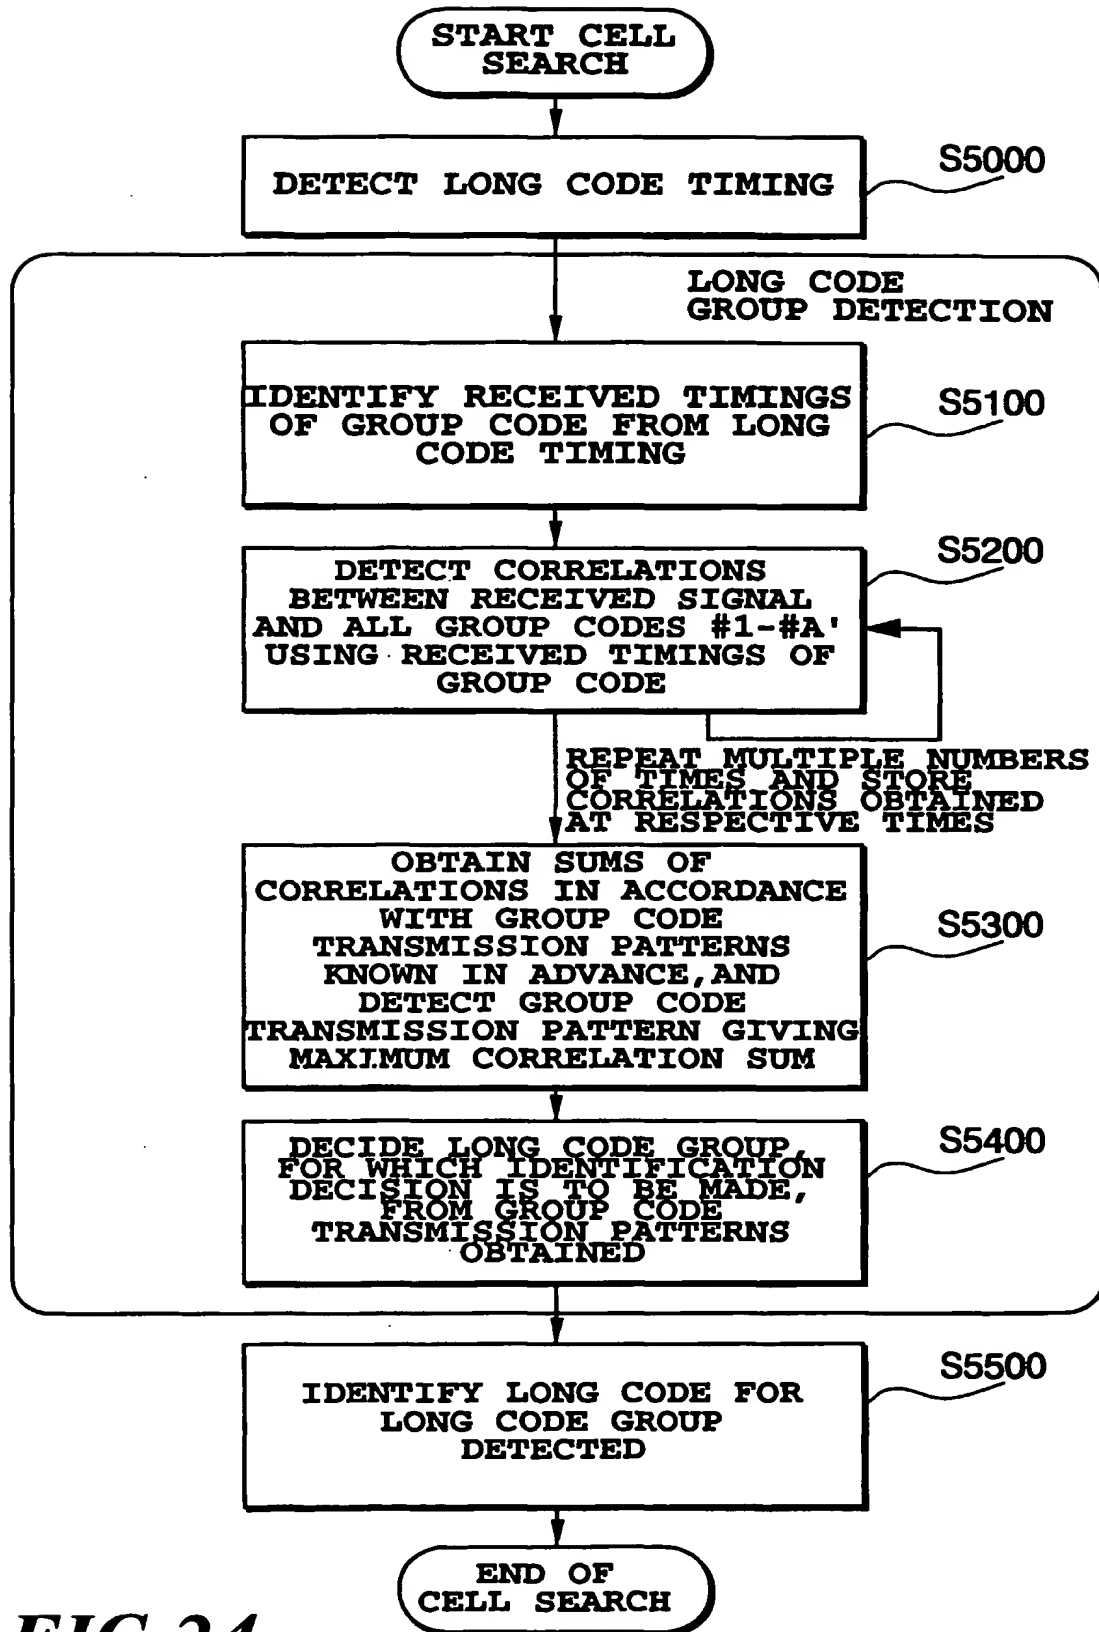 START CELL
SEARCH
DETECT LONG CODE TIMING
S5000
LONG CODE
GROUP DETECTION
IDENTIFY RECEIVED TIMINGS
OF GROUP CODE FROM LONG
CODE TIMING
S5100
DETECT CORRELATIONS
BETWEEN RECEIVED SIGNAL
AND ALL GROUP CODES #1-#A'
USING RECEIVED TIMINGS OF
GROUP CODE
S5200
REPEAT MULTIPLE NUMBERS
OF TIMES AND STORE
CORRELATIONS OBTAINED
AT RESPECTIVE TIMES
OBTAIN SUMS OF
CORRELATIONS IN ACCORDANCE
WITH GROUP CODE
TRANSMISSION PATTERNS
KNOWN IN ADVANCE,AND
DETECT GROUP CODE
TRANSMISSION PATTERN GIVING
MAXIMUM CORRELATION SUM
S5300
DECIDE LONG CODE GROUP,
FOR WHICH IDENTIFICATION
DECISION IS TO BE MADE,
FROM GROUP CODE
TRANSMISSION PATTERNS
OBTAINED
S5400
IDENTIFY LONG CODE FOR
LONG CODE GROUP
DETECTED
S5500
END OF
CELL SEARCH
FIG.24